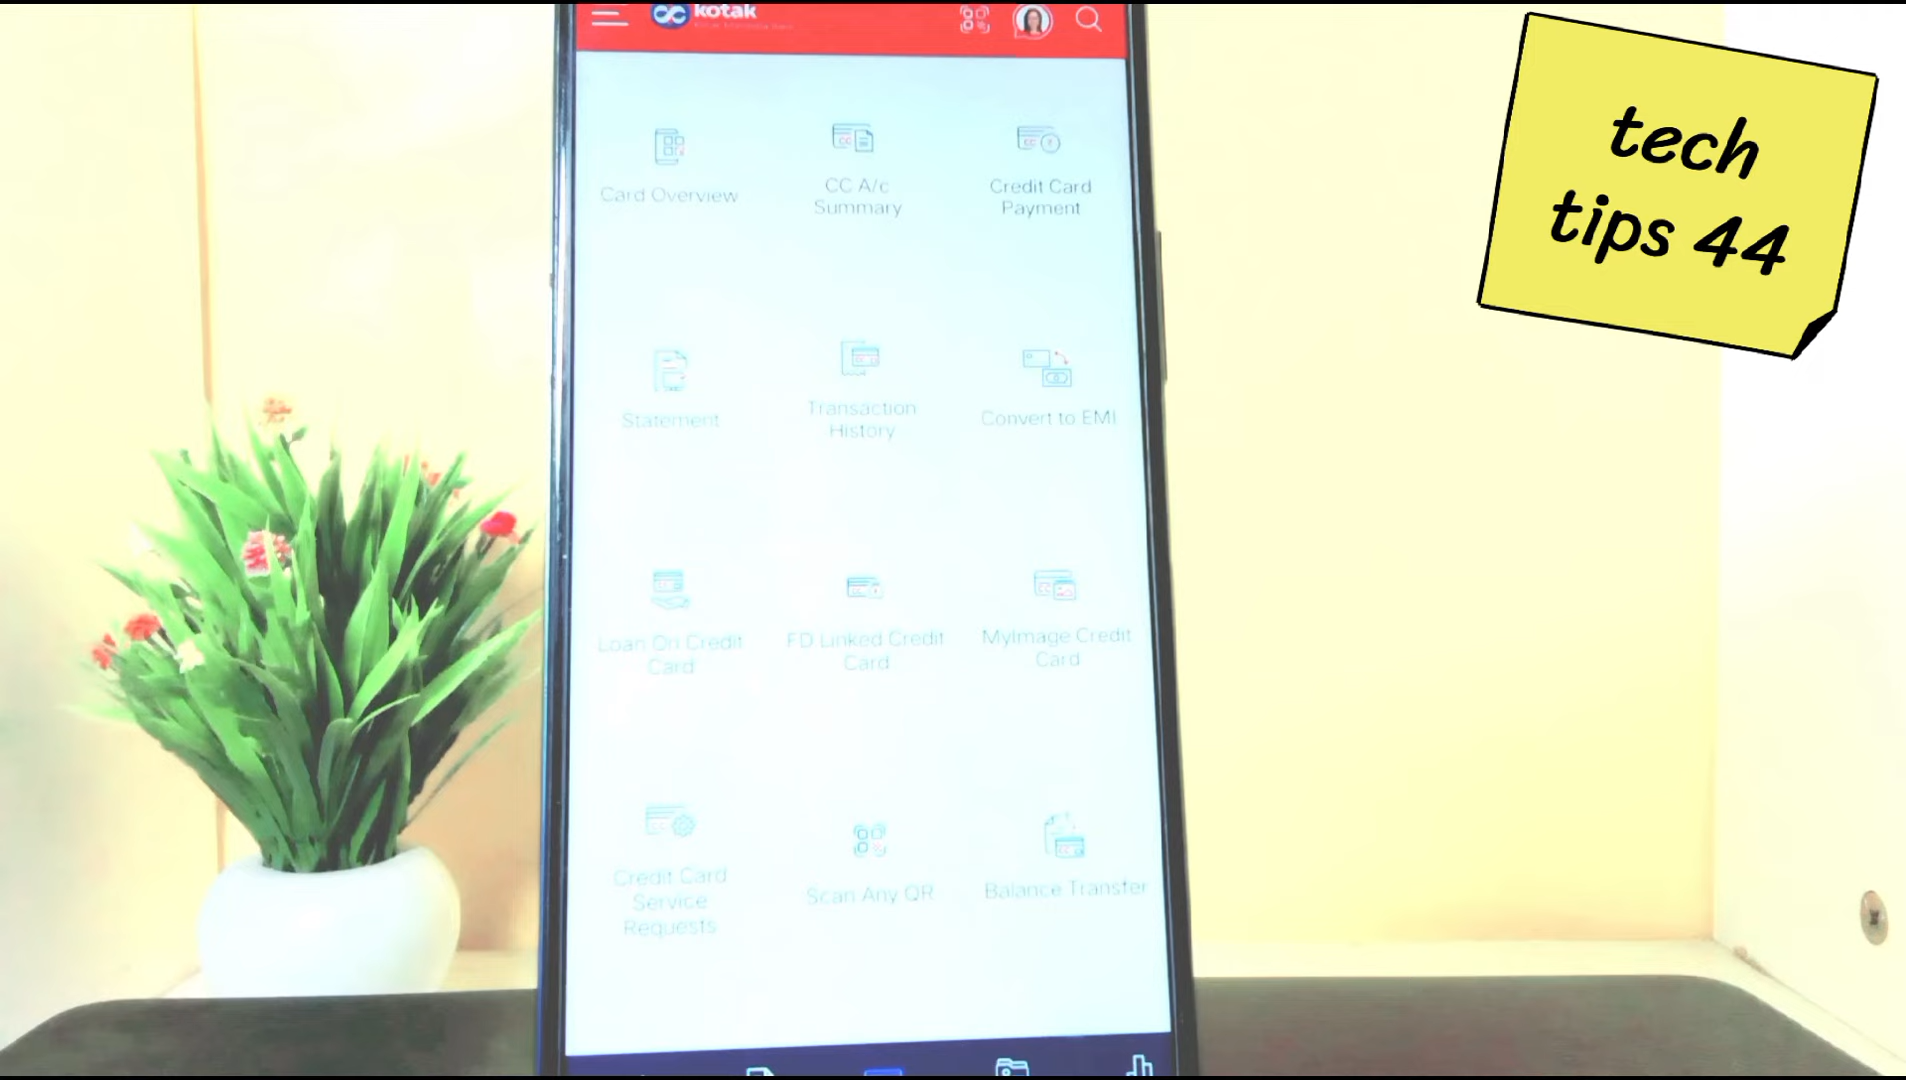 kotak
Card Overview
CC A/c
Summary
Credit Card
Payment
Statement
Transaction
History
Convert to EMI
Loan On Credit
Card
FD Linked Credit
Card
MyImage Credit
Card
Credit Card
Service
Requests
Scan Any QR
Balance Transfer
tech
tips 44